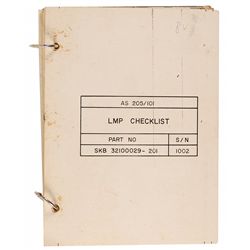 AS 205/101
LMP CHECKLIST
PART NO S/N
SKB 32100029-201 1002